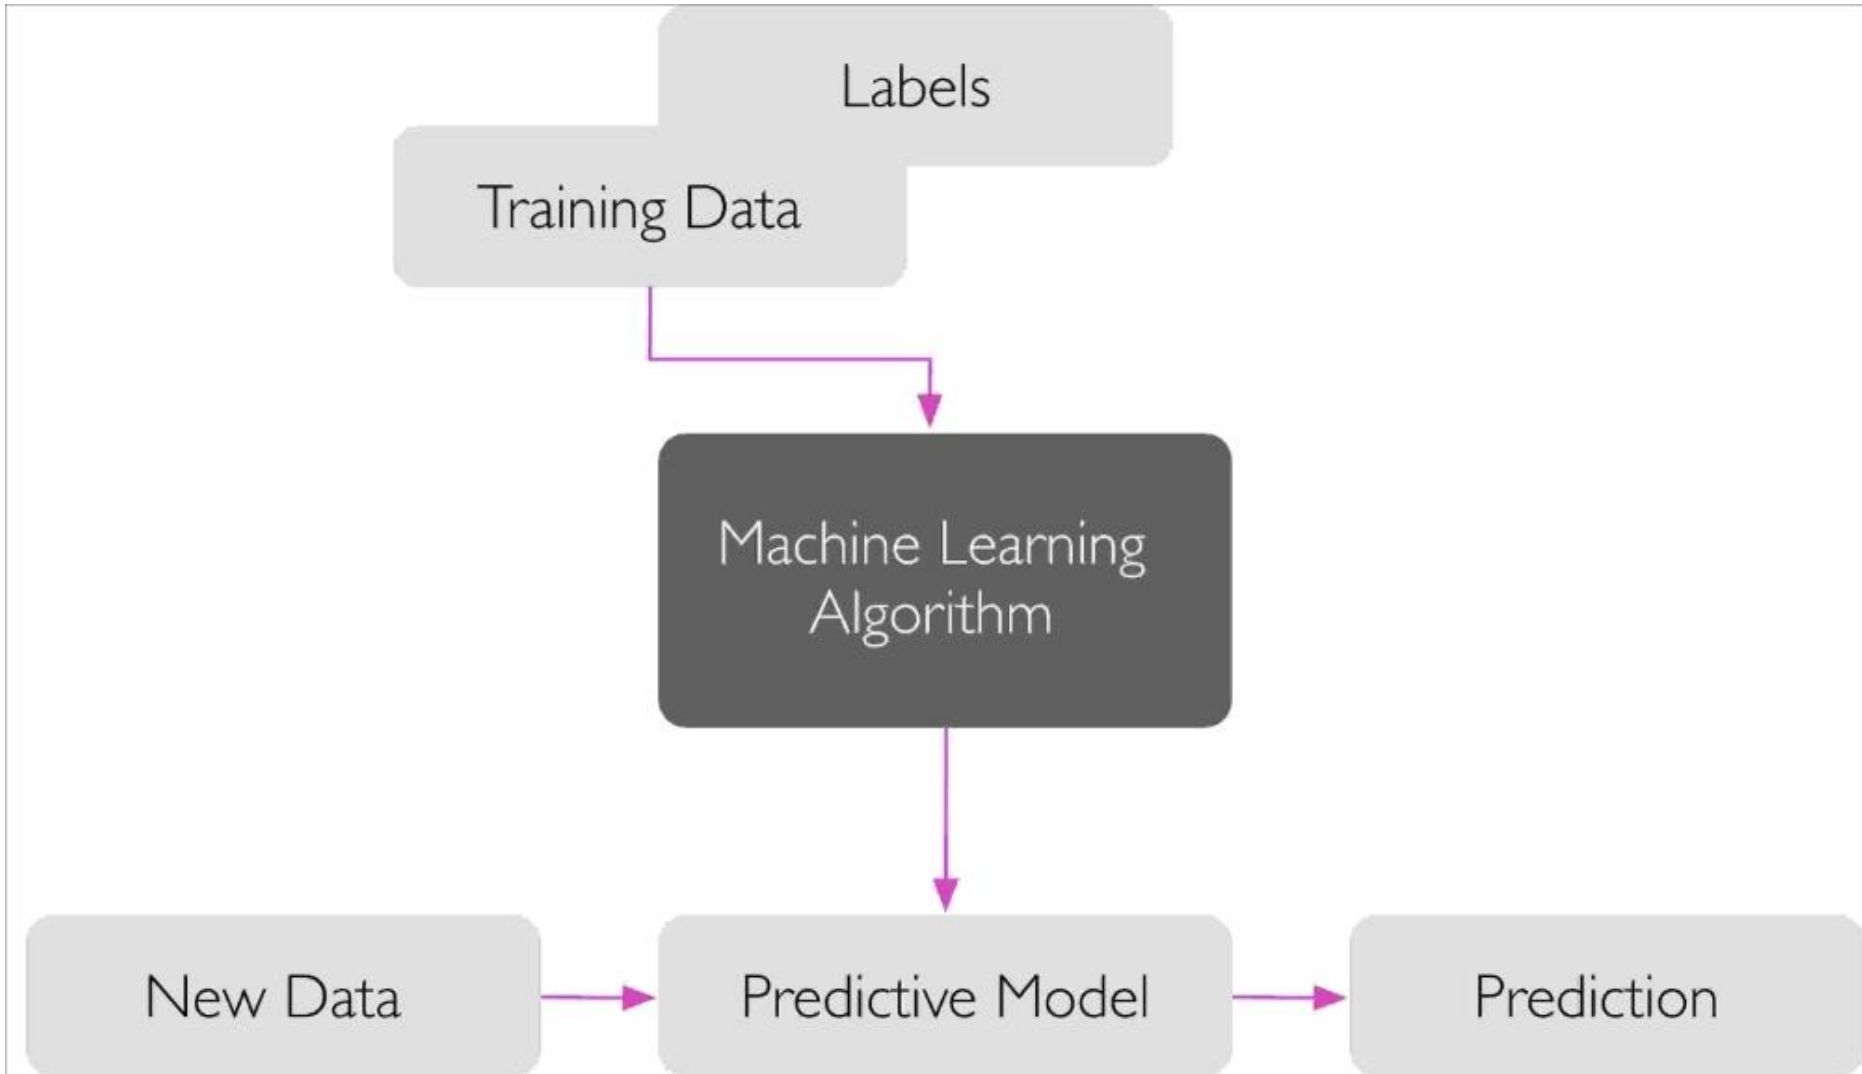 Labels
Training Data
Machine Learning
Algorithm
New Data
Predictive Model
Prediction